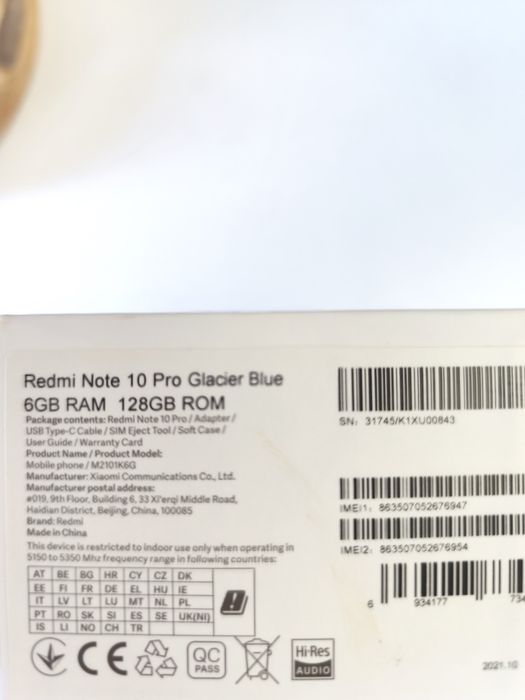 Redmi Note 10 Pro Glacier Blue
6GB RAM 128GB ROM
Package contents: Redmi Note 10 Pro / Adapter /
USB Type-C Cable / SIM Eject Tool / Soft Case /
User Guide / Warranty Card
Product Name / Product Model:
Mobile phone / M2101K6G
Manufacturer: Xiaomi Communications Co., Ltd.
Manufacturer postal address:
#019, 9th Floor, Building 6, 33 Xi'erqi Middle Road,
Haidian District, Beijing, China, 100085
Brand: Redmi
Made in China
This device is restricted to indoor use only when operating in
5150 to 5350 Mhz frequency range in following countries:
AT BE BG HR CY CZ DK
EE FI FR DE EL HU IE
IT LV LT LU MT NL PL
PT RO SK SI ES SE UK(NI)
IS LI NO CH TR
CE
QC
PASS
Hi-Res
AUDIO
SN: 31745/K1XU00843
IMEI1: 863507052676947
IMEI2: 863507052676954
6 934177 734
2021.10